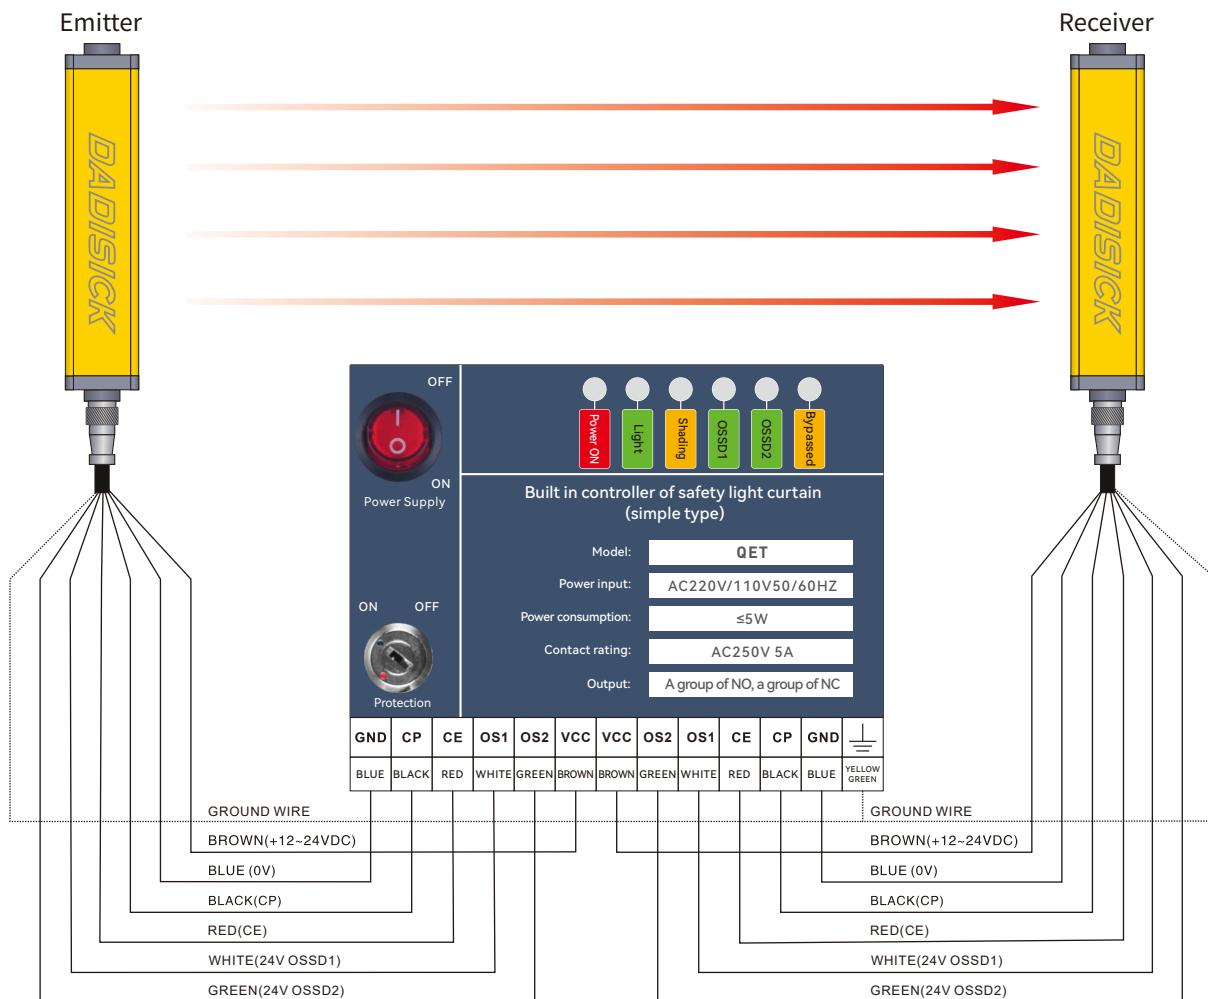 Emitter
Receiver
DADISICK
DADISICK
OFF
ON
Power Supply
Power ON
Light
Shading
OSSD1
OSSD2
Bypassed
Built in controller of safety light curtain
(simple type)
Model: QET
Power input: AC220V/110V50/60HZ
Power consumption: ≤5W
Contact rating: AC250V 5A
Output: A group of NO, a group of NC
ON OFF
Protection
GND CP CE OS1 OS2 VCC VCC OS2 OS1 CE CP GND
BLUE BLACK RED WHITE GREEN BROWN BROWN GREEN WHITE RED BLACK BLUE YELLOW GREEN
GROUND WIRE
BROWN(+12~24VDC)
BLUE (0V)
BLACK(CP)
RED(CE)
WHITE(24V OSSD1)
GREEN(24V OSSD2)
GROUND WIRE
BROWN(+12~24VDC)
BLUE (0V)
BLACK(CP)
RED(CE)
WHITE(24V OSSD1)
GREEN(24V OSSD2)